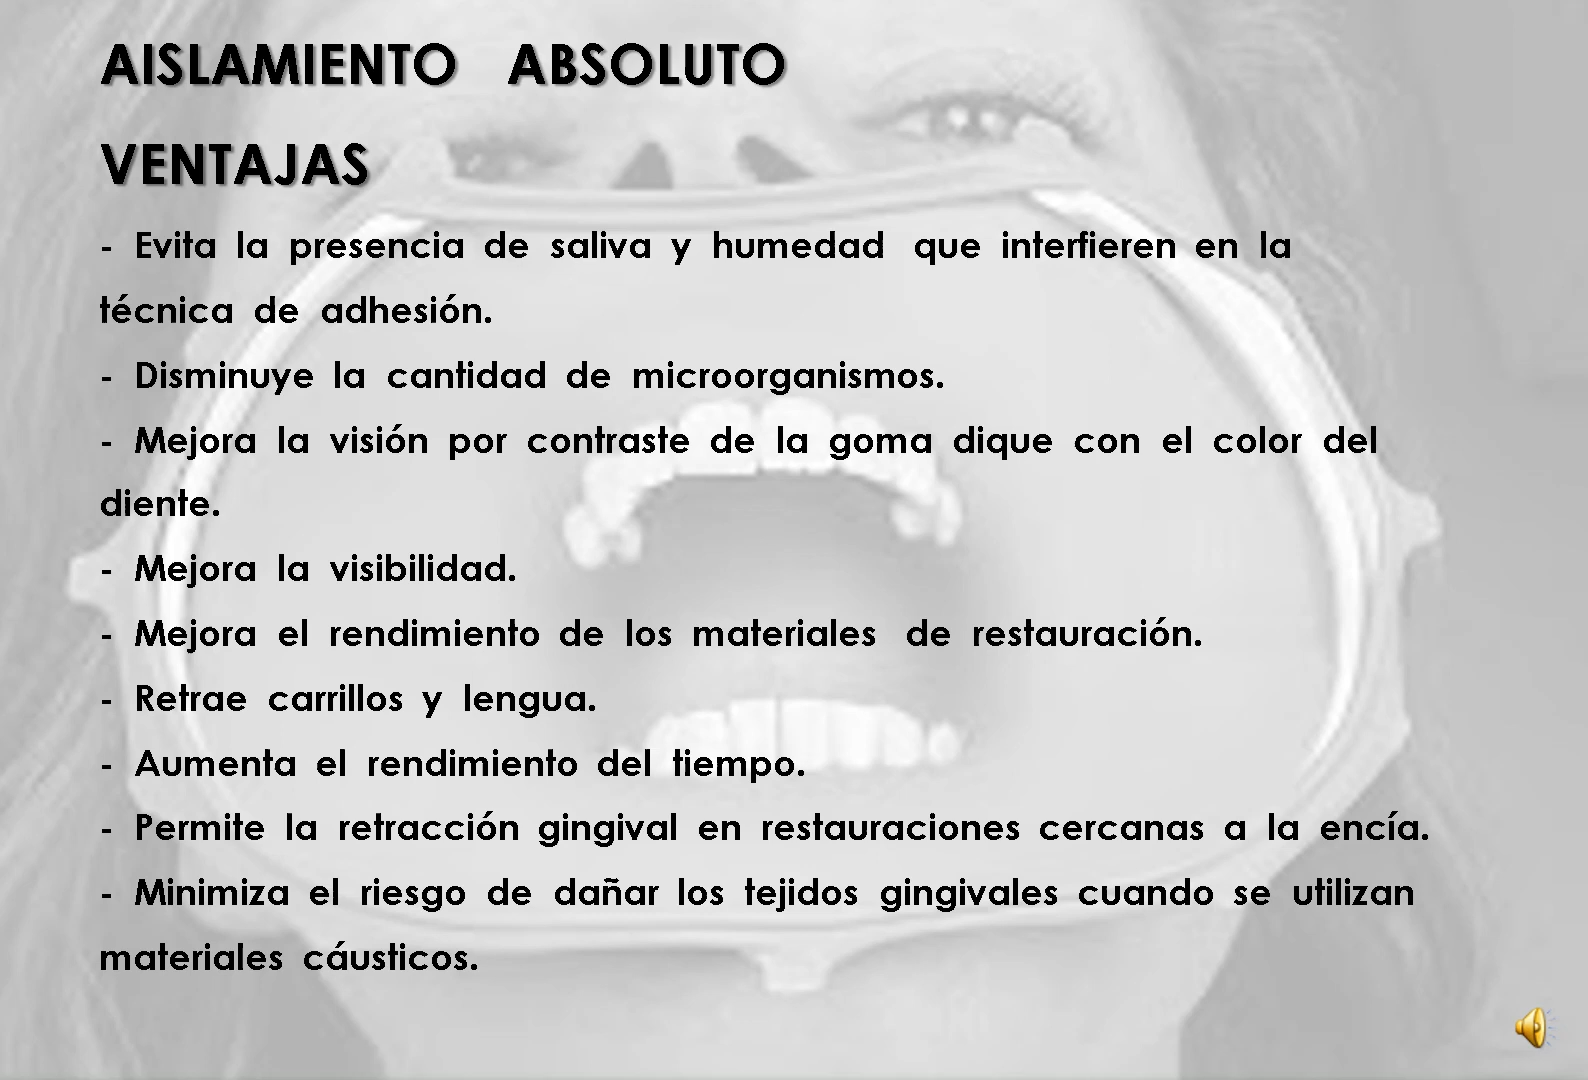 AISLAMIENTO ABSOLUTO
VENTAJAS
- Evita la presencia de saliva y humedad que interfieren en la
técnica de adhesión.
- Disminuye la cantidad de microorganismos.
- Mejora la visión por contraste de la goma dique con el color del
diente.
- Mejora la visibilidad.
- Mejora el rendimiento de los materiales de restauración.
- Retrae carrillos y lengua.
- Aumenta el rendimiento del tiempo.
- Permite la retracción gingival en restauraciones cercanas a la encía.
- Minimiza el riesgo de dañar los tejidos gingivales cuando se utilizan
materiales cáusticos.